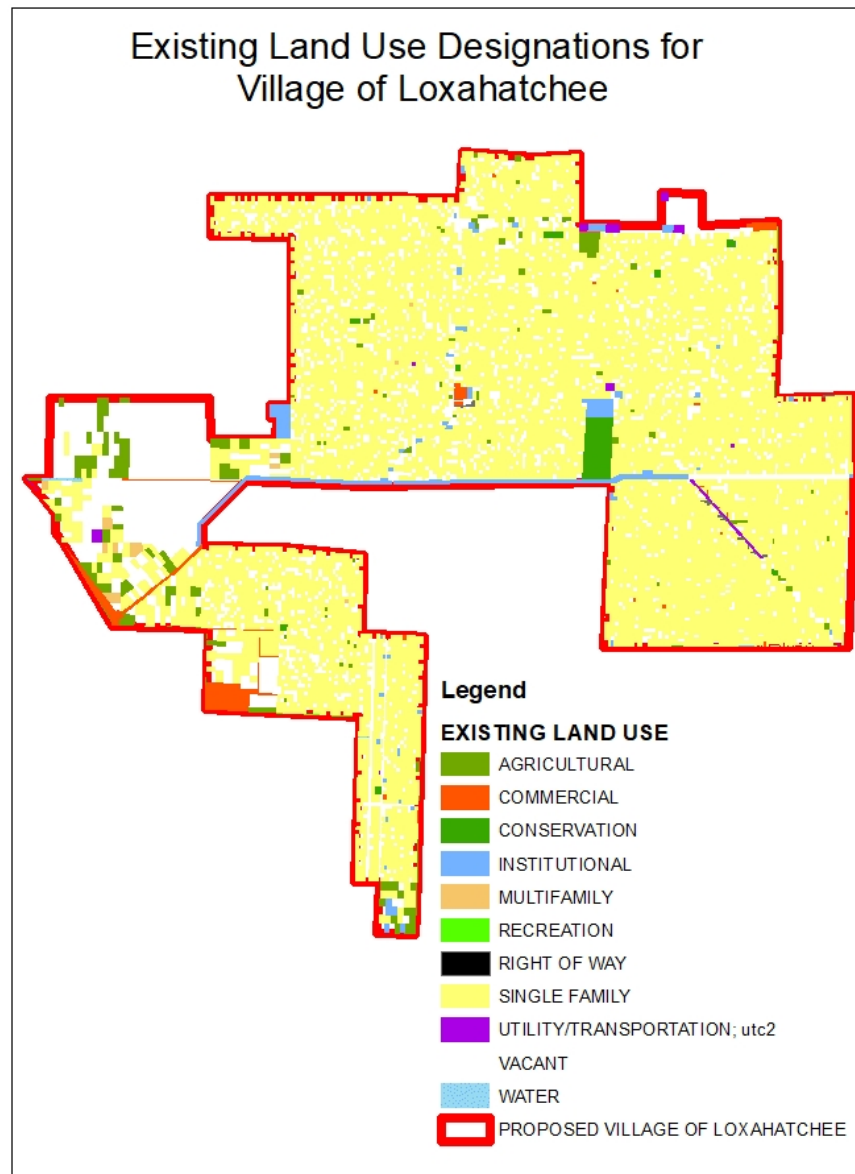 Existing Land Use Designations for
Village of Loxahatchee
Legend
EXISTING LAND USE
AGRICULTURAL
COMMERCIAL
CONSERVATION
INSTITUTIONAL
MULTIFAMILY
RECREATION
RIGHT OF WAY
SINGLE FAMILY
UTILITY/TRANSPORTATION; utc2
VACANT
WATER
PROPOSED VILLAGE OF LOXAHATCHEE